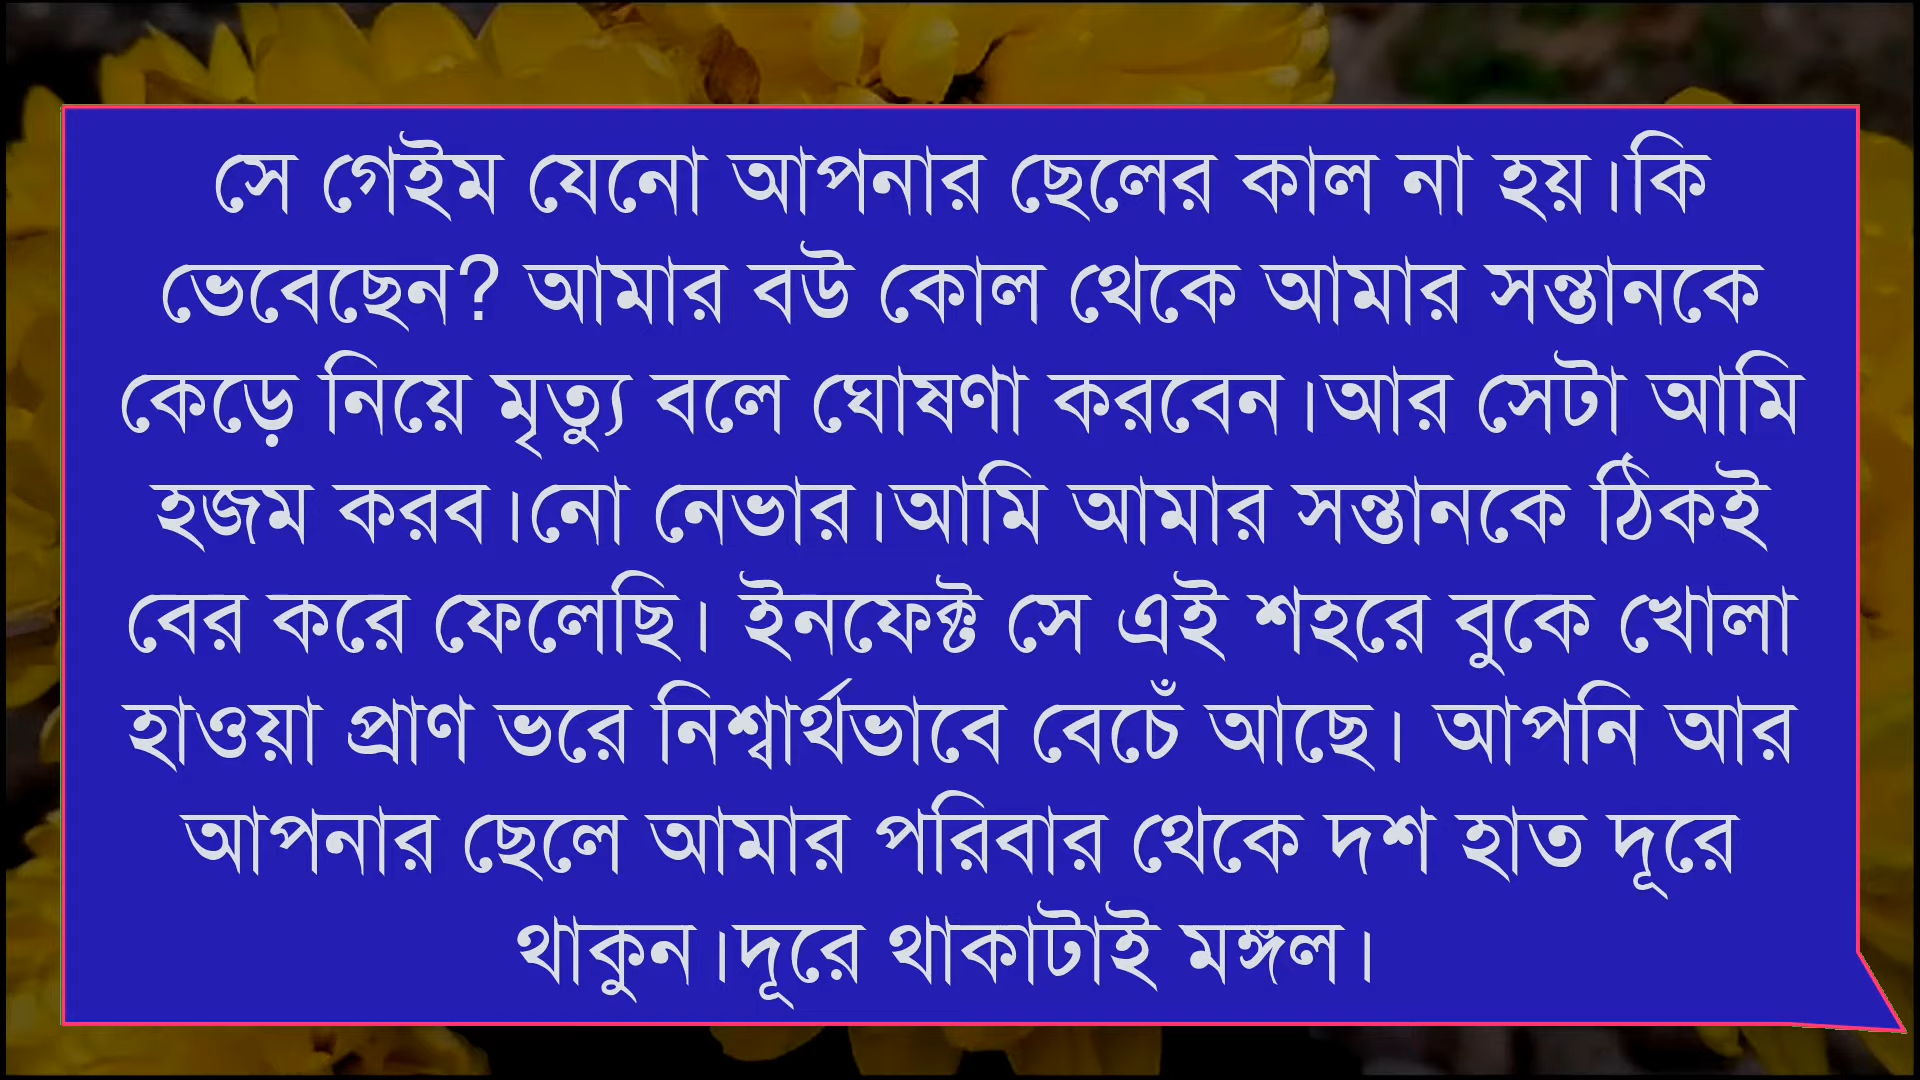 সে গেইম যেনো আপনার ছেলের কাল না হয়।কি
ভেবেছেন? আমার বউ কোল থেকে আমার সন্তানকে
কেড়ে নিয়ে মৃত্যু বলে ঘোষণা করবেন।আর সেটা আমি
হজম করব।নো নেভার।আমি আমার সন্তানকে ঠিকই
বের করে ফেলেছি। ইনফেক্ট সে এই শহরে বুকে খোলা
হাওয়া প্রাণ ভরে নিশ্বার্থভাবে বেচেঁ আছে। আপনি আর
আপনার ছেলে আমার পরিবার থেকে দশ হাত দূরে
থাকুন।দূরে থাকাটাই মঙ্গল।